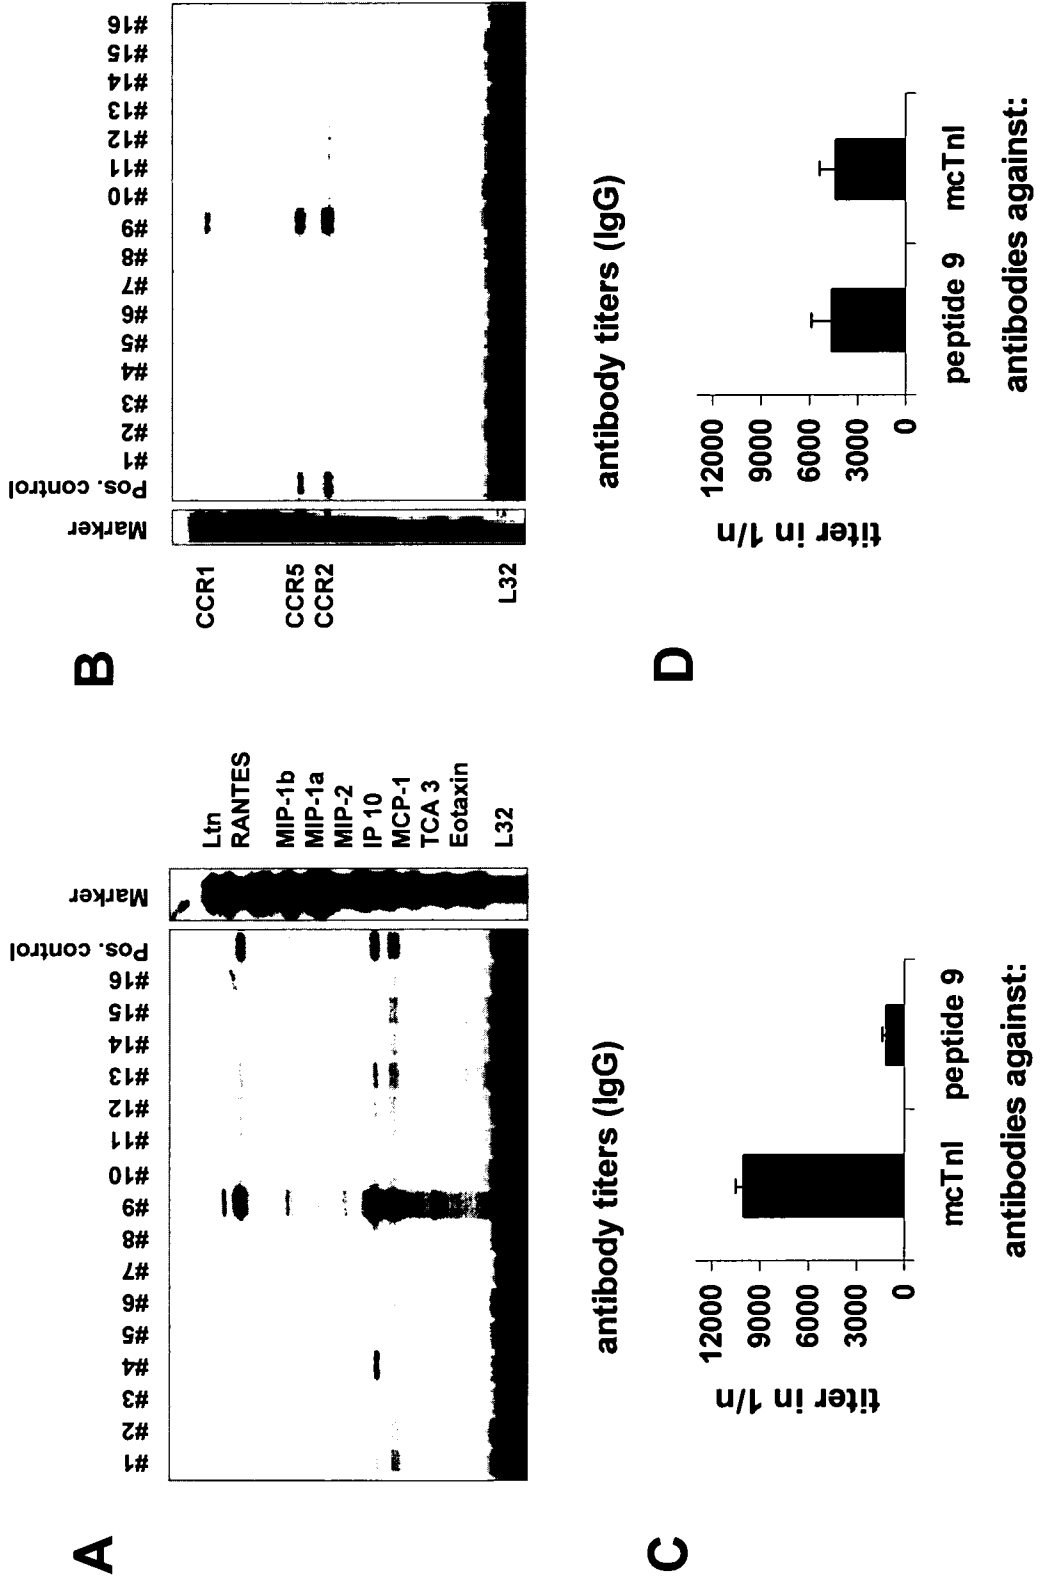 A
#1 #2 #3 #4 #5 #6 #7 #8 #9 #10 #11 #12 #13 #14 #15 #16 Pos. control Marker
Ltn
RANTES
MIP-1b
MIP-1a
MIP-2
IP 10
MCP-1
TCA 3
Eotaxin
L32
B
Marker Pos. control #1 #2 #3 #4 #5 #6 #7 #8 #9 #10 #11 #12 #13 #14 #15 #16
CCR1
CCR5
CCR2
L32
C
antibody titers (IgG)
titer in 1/n
12000
9000
6000
3000
0
mcTnI peptide 9
antibodies against:
D
antibody titers (IgG)
titer in 1/n
12000
9000
6000
3000
0
peptide 9 mcTnI
antibodies against: